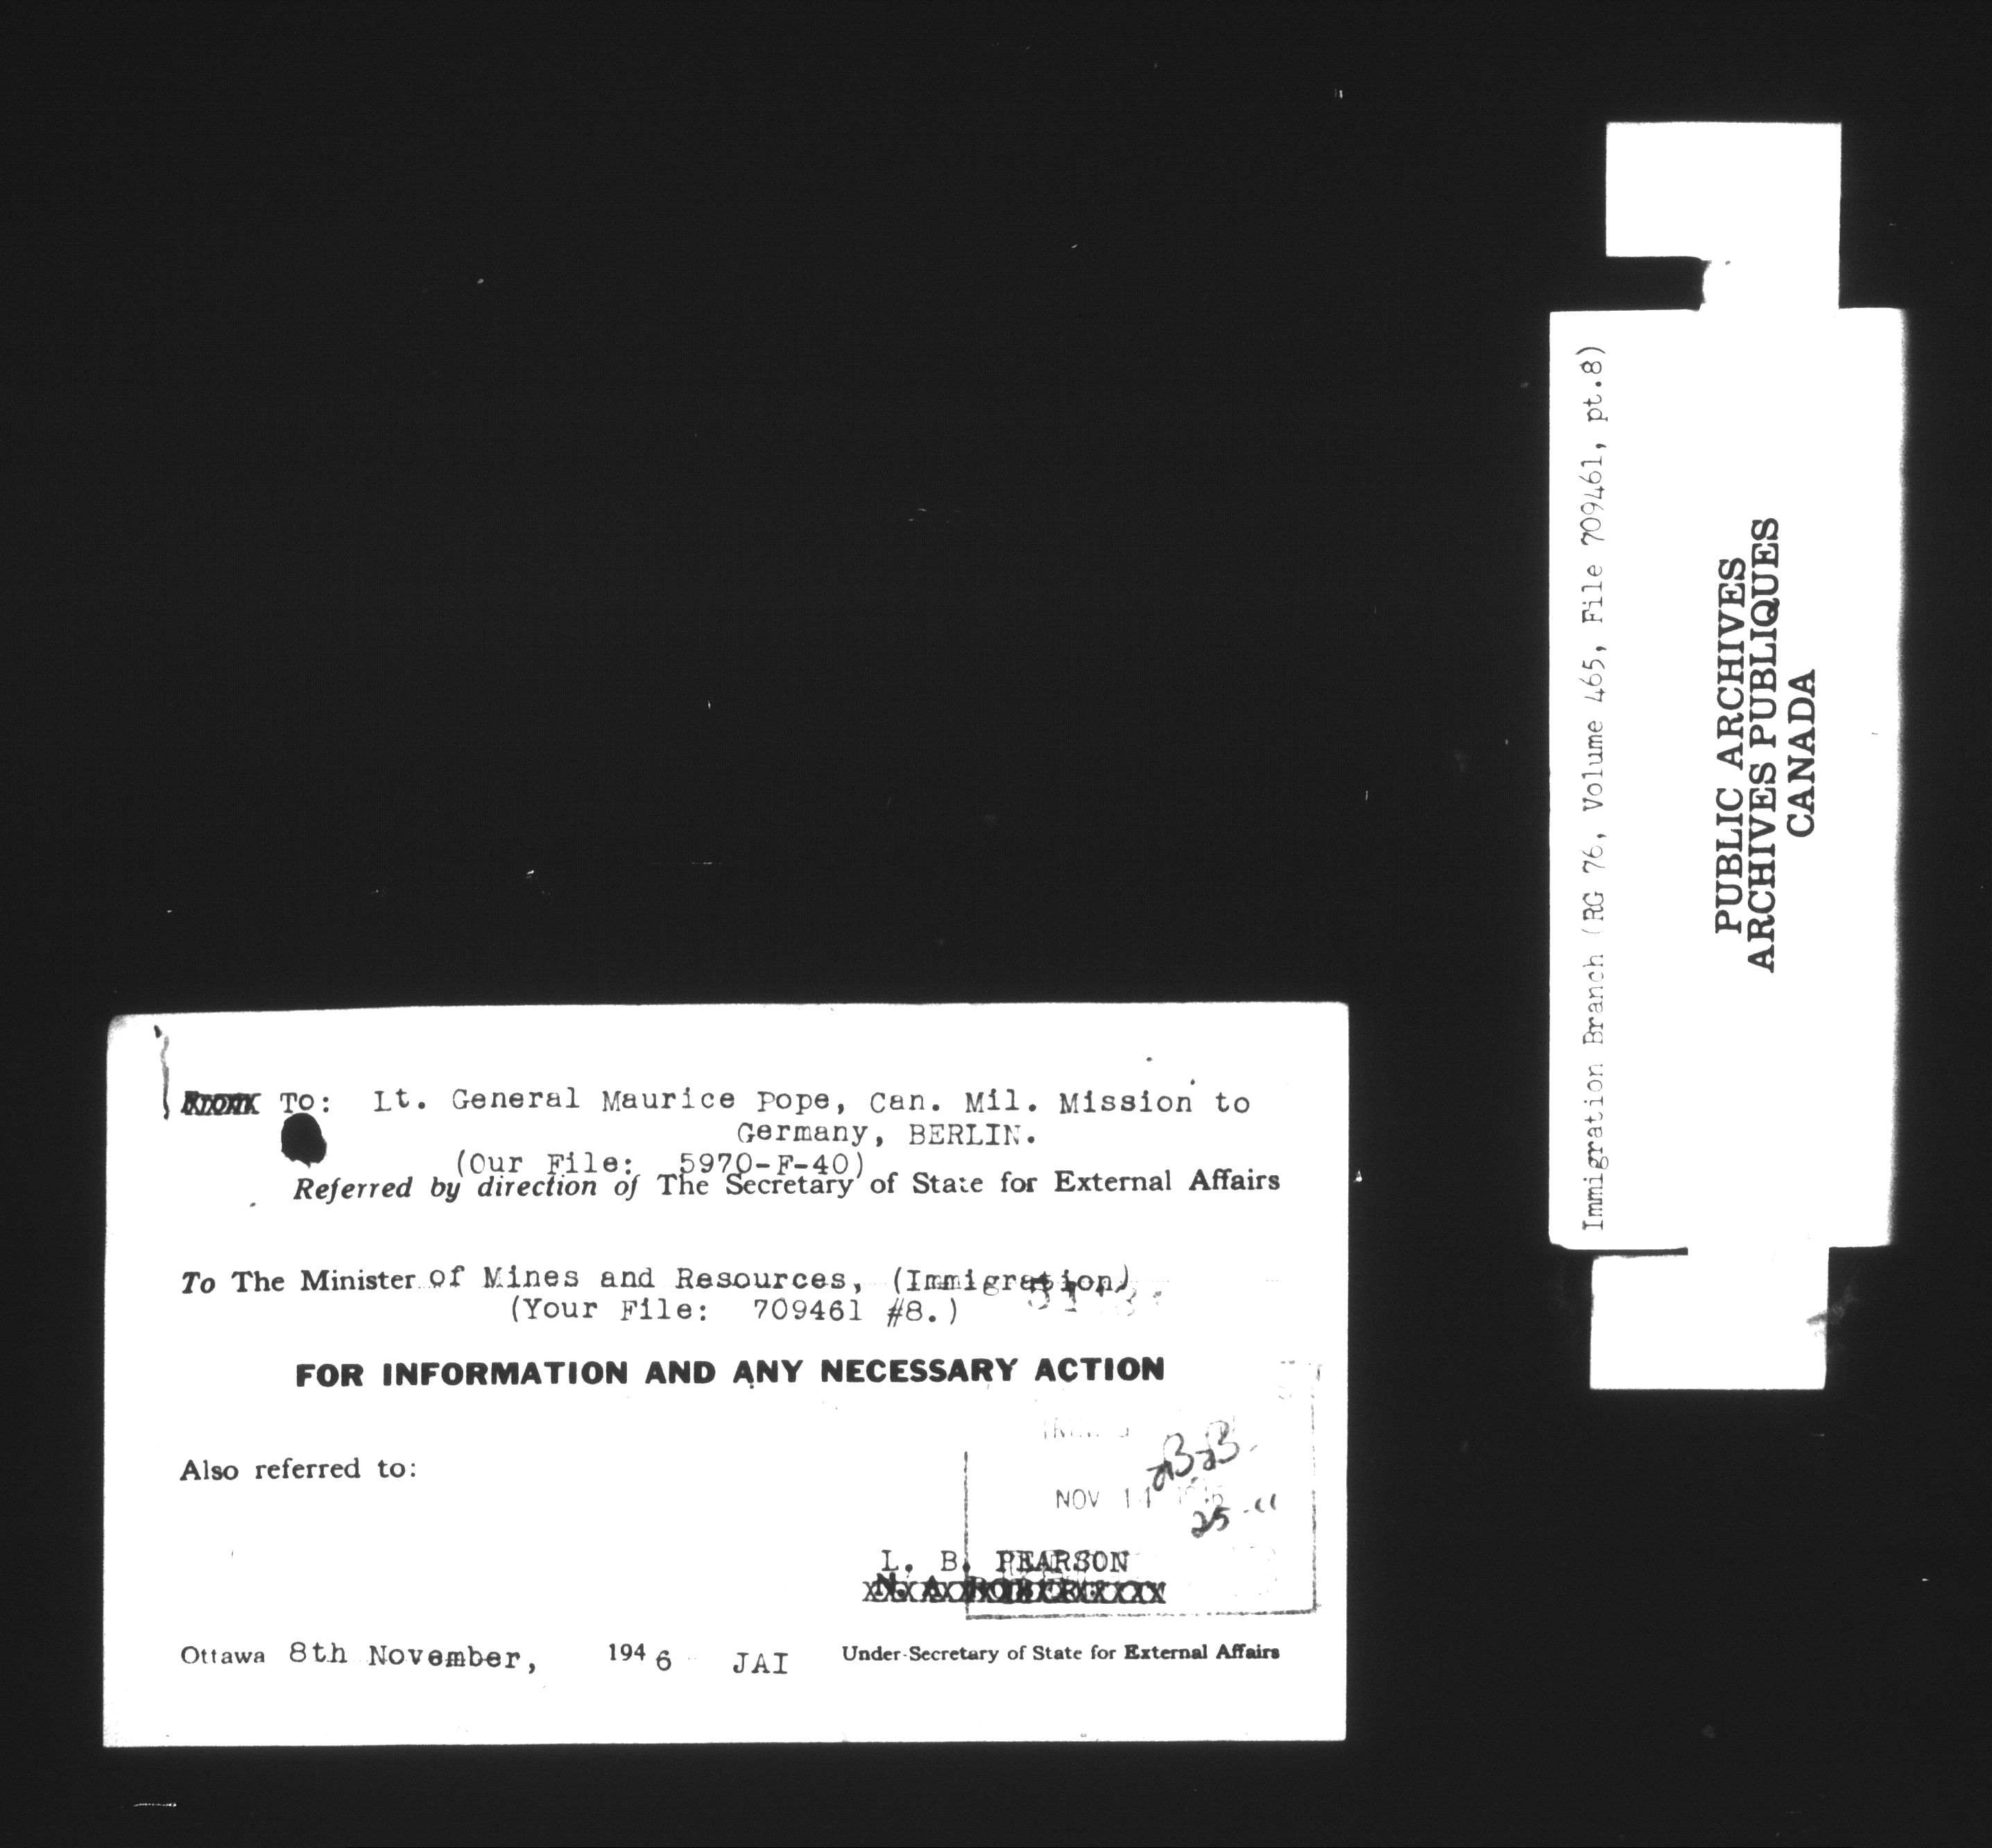 To: Lt. General Maurice Pope, Can. Mil. Mission to
Germany, BERLIN.
(Our File: 5970-F-40)
Referred by direction of The Secretary of State for External Affairs
To The Minister of Mines and Resources, (Immigration)
(Your File: 709461 #8.)
FOR INFORMATION AND ANY NECESSARY ACTION
Also referred to:
NOV 14
25-11
L. B. PEARSON
Ottawa 8th November, 1946 JAI Under-Secretary of State for External Affairs
Immigration Branch (RG 76, Volume 465, File 709461, pt.8)
PUBLIC ARCHIVES
ARCHIVES PUBLIQUES
CANADA